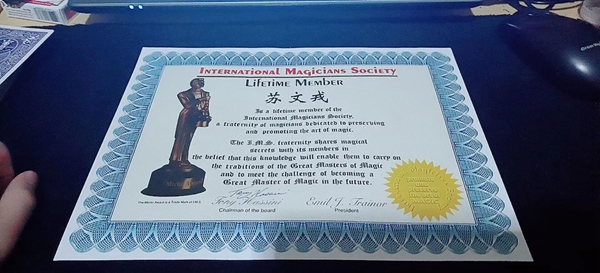 INTERNATIONAL MAGICIANS SOCIETY
LIFETIME MEMBER
苏文戎
Is a lifetime member of the
International Magicians Society,
a fraternity of magicians dedicated to preserving
and promoting the art of magic.
The I.M.S. fraternity shares magical
secrets with its members in
the belief that this knowledge will enable them to carry on
the traditions of the Great Masters of Magic
and to meet the challenge of becoming a
Great Master of Magic in the future.
Tony Hassini
Emil J. Trainor
Chairman of the board
President